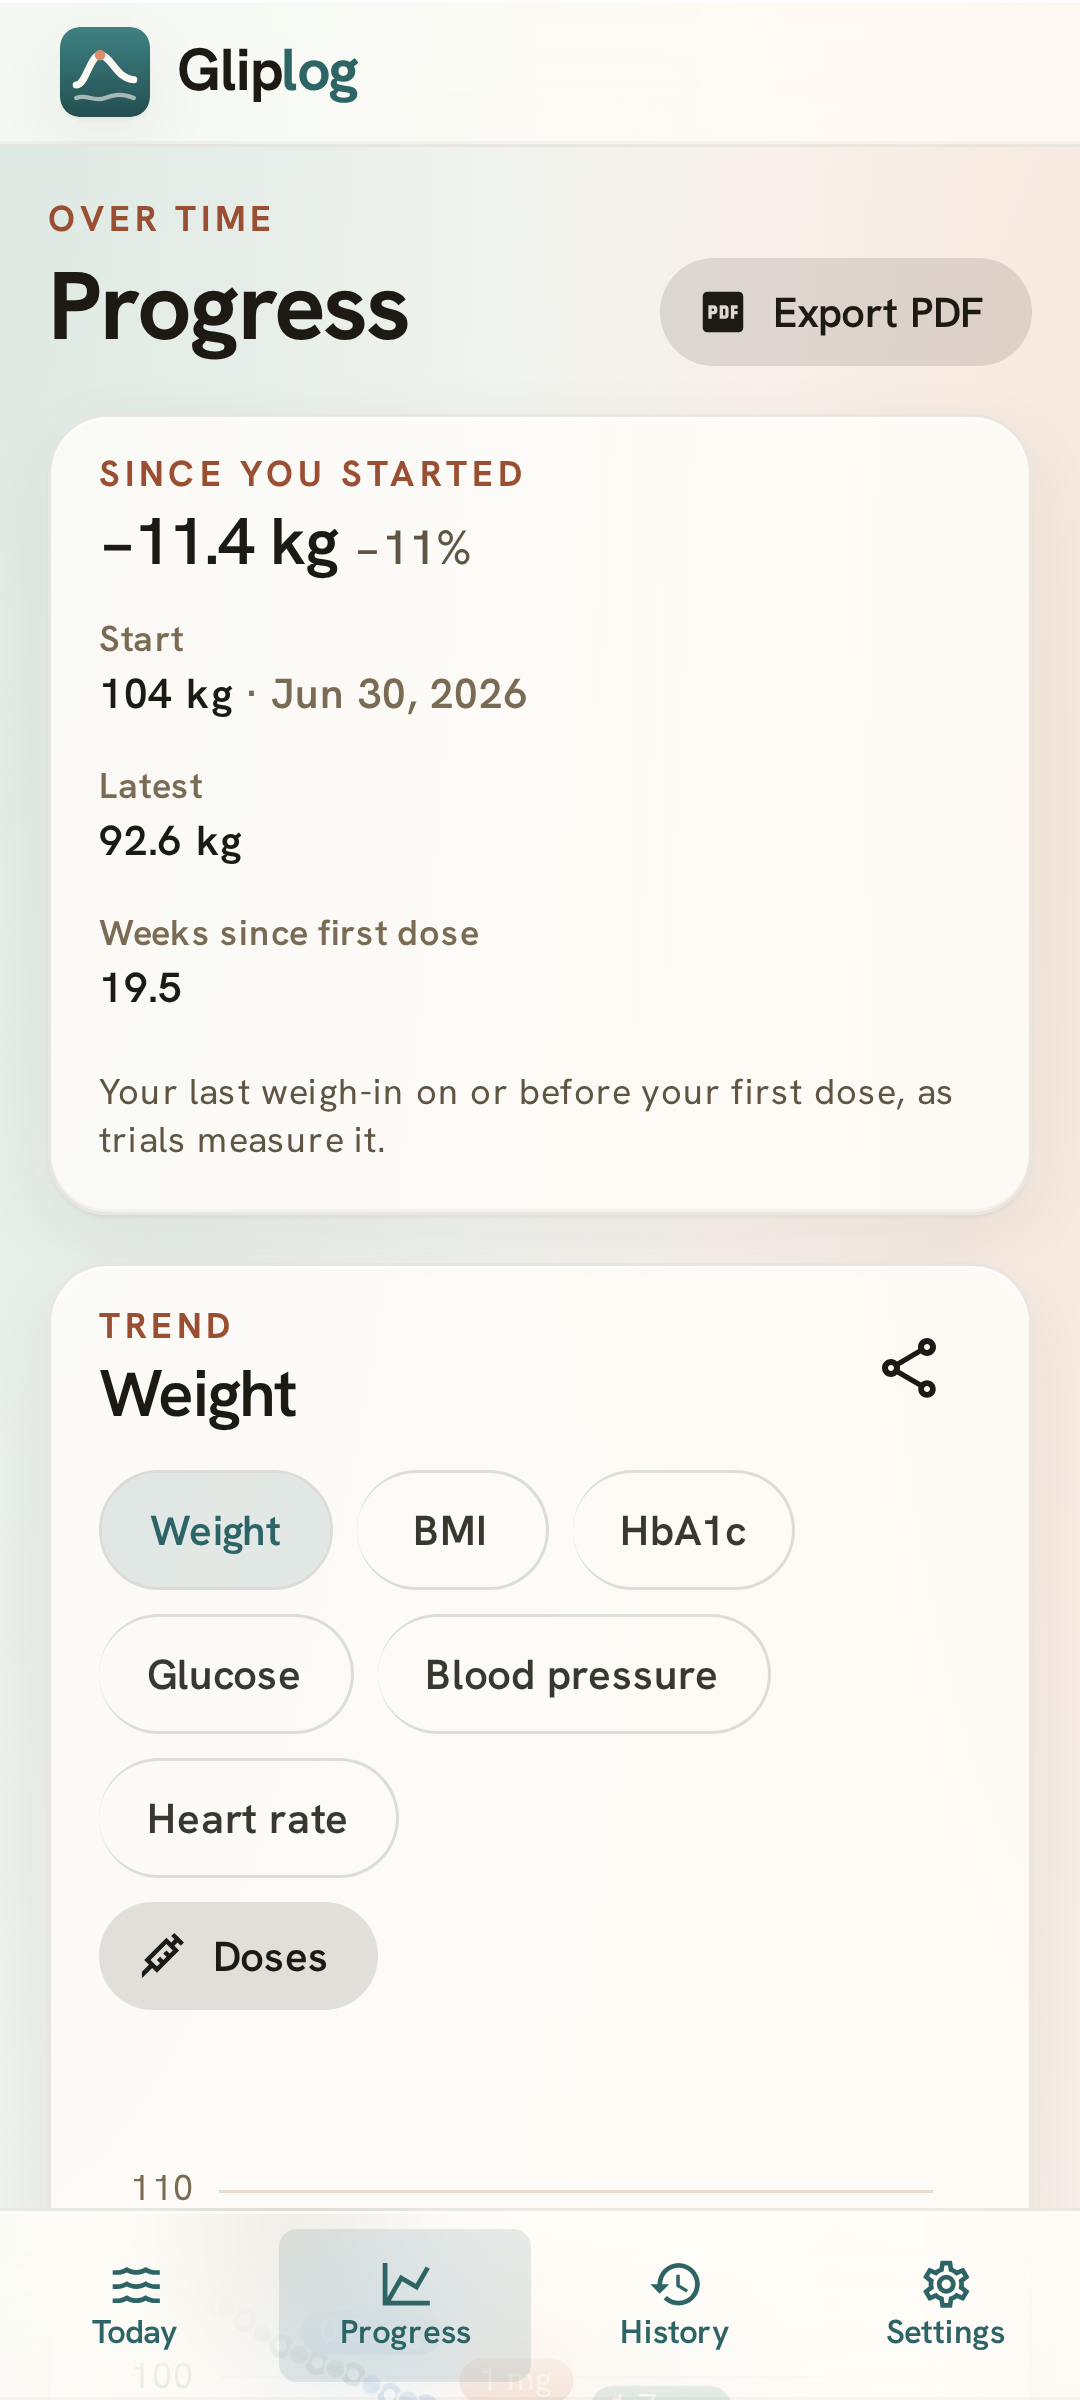 Gliplog
OVER TIME
Progress
PDF Export PDF
SINCE YOU STARTED
−11.4 kg −11%
Start
104 kg · Jun 30, 2026
Latest
92.6 kg
Weeks since first dose
19.5
Your last weigh-in on or before your first dose, as
trials measure it.
TREND
Weight
Weight BMI HbA1c
Glucose Blood pressure
Heart rate
Doses
110
Today Progress History Settings
100 1 mg